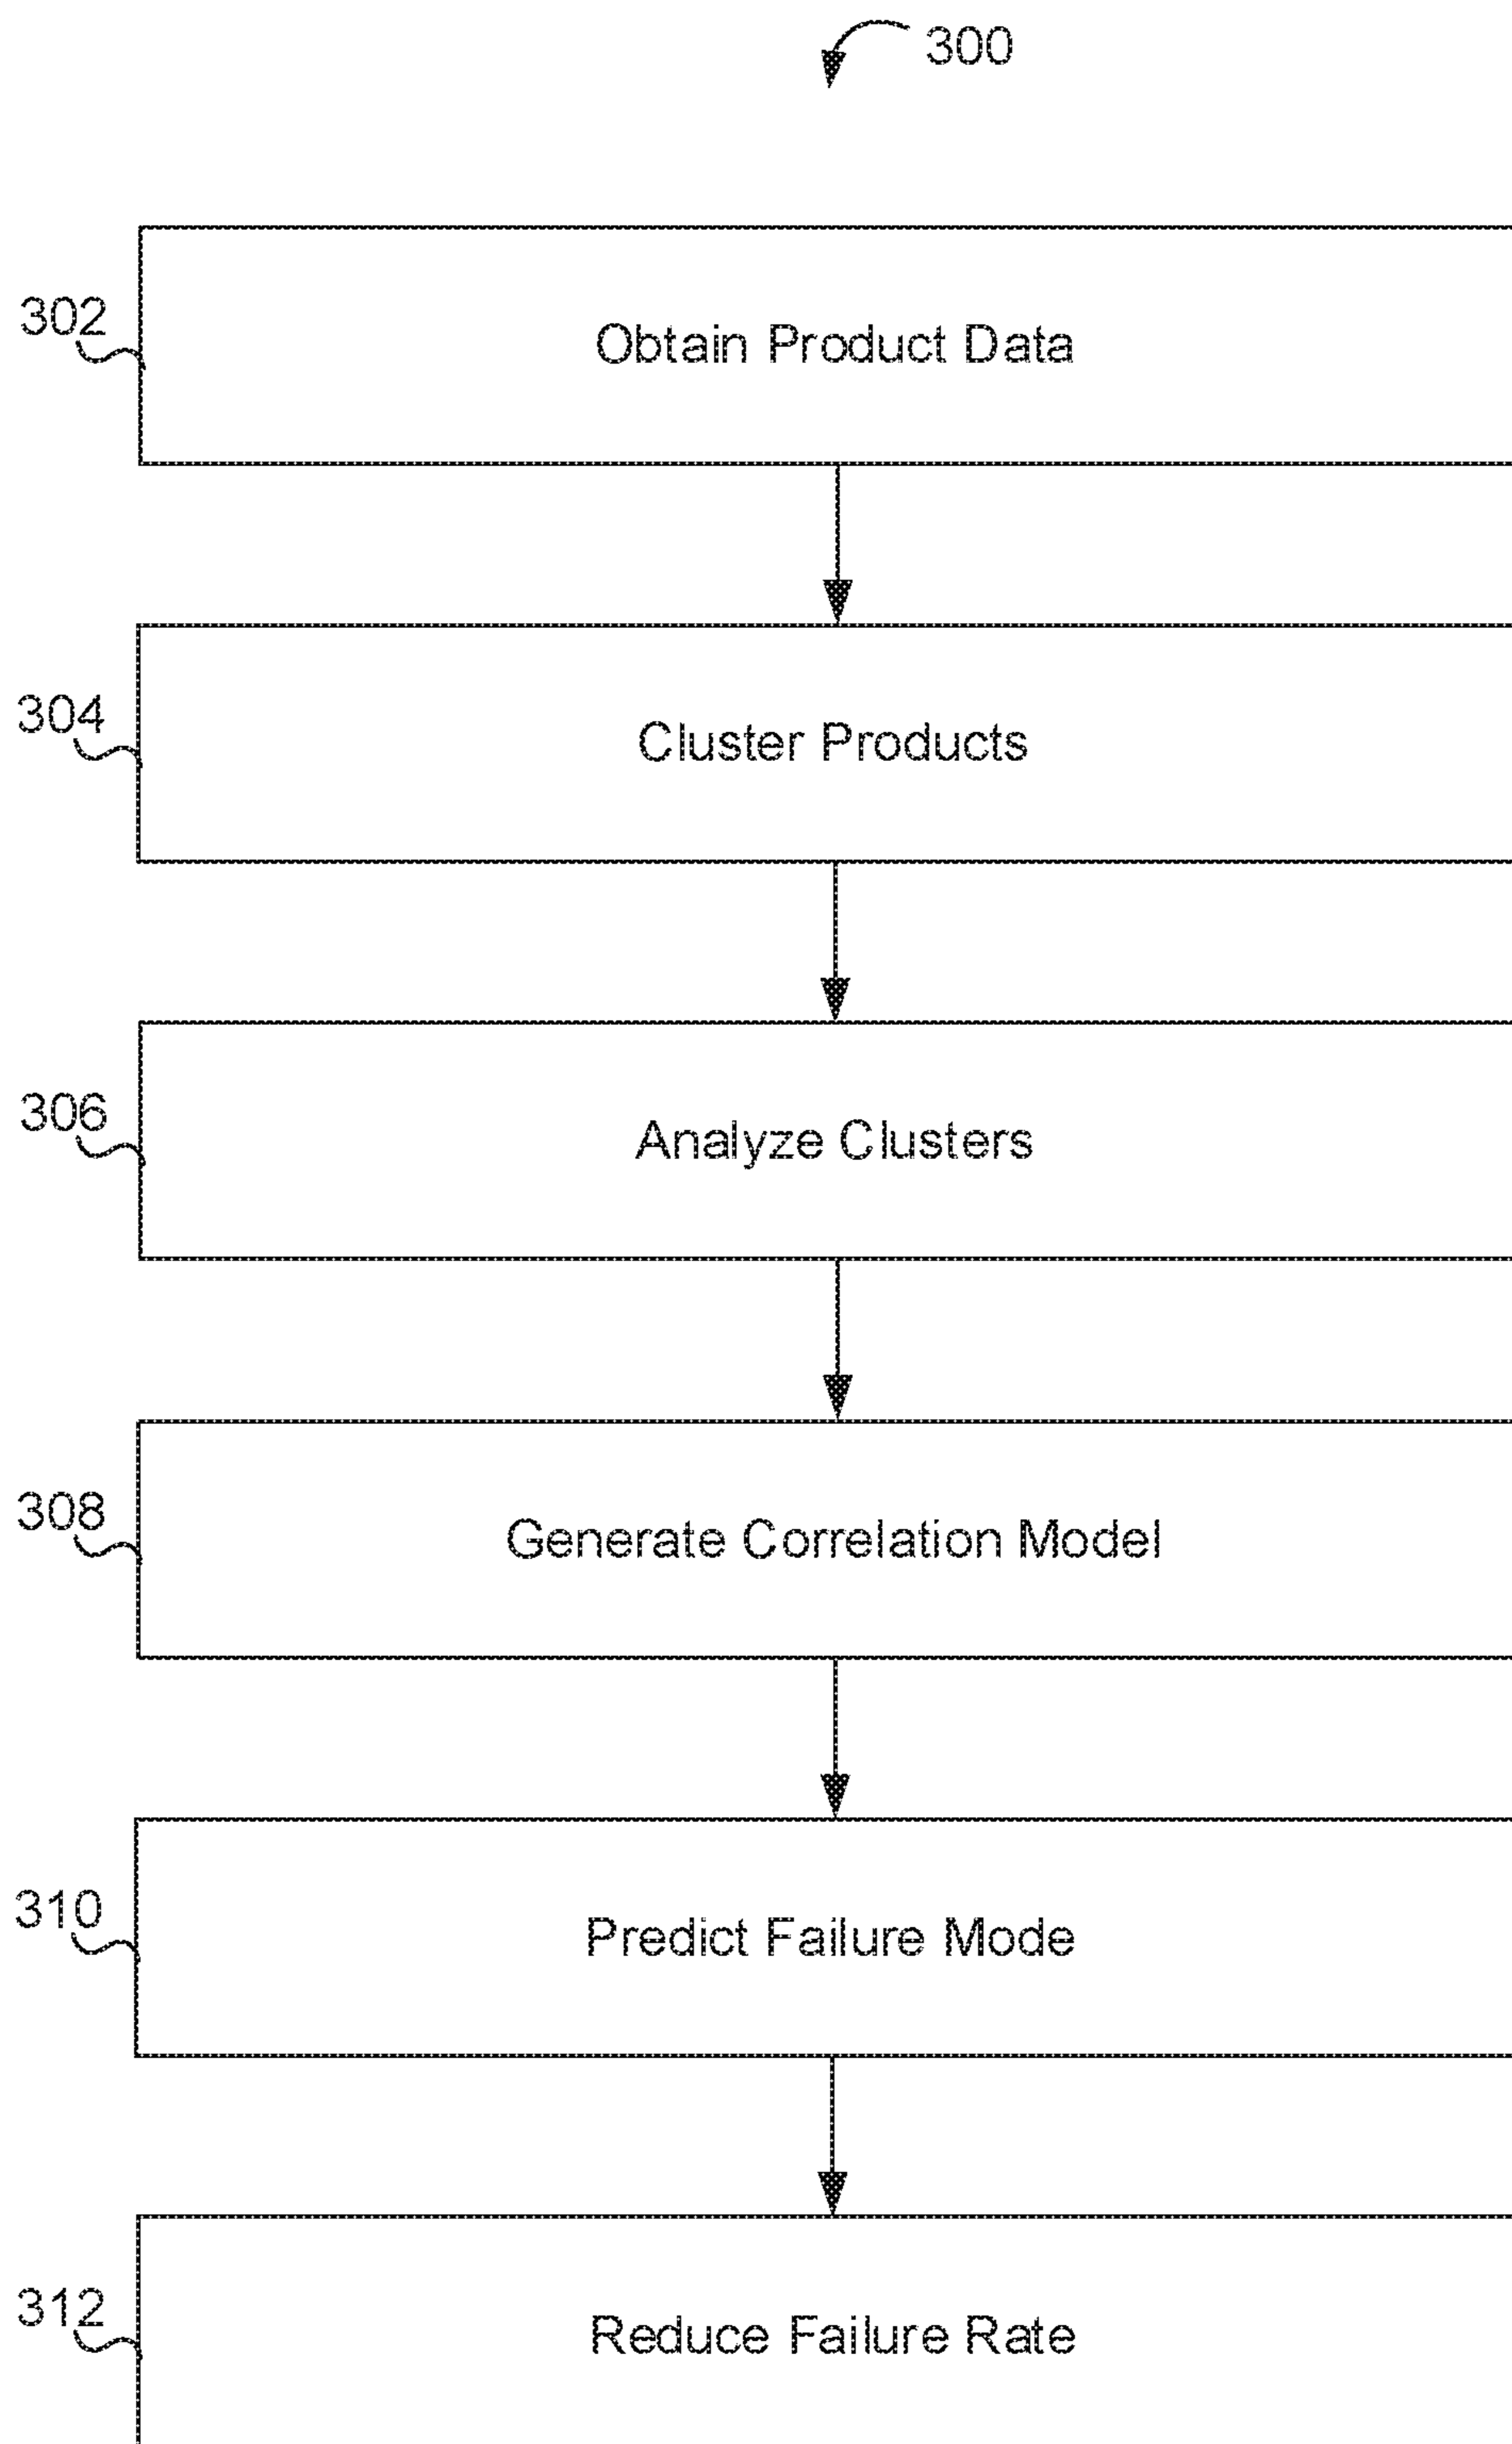 300
302
Obtain Product Data
304
Cluster Products
306
Analyze Clusters
308
Generate Correlation Model
310
Predict Failure Mode
312
Reduce Failure Rate